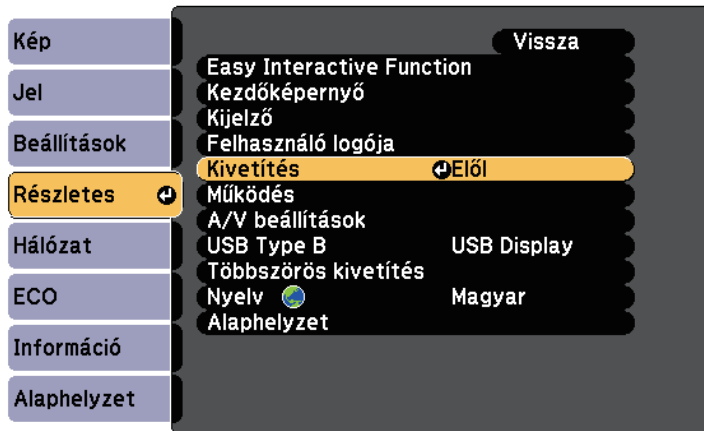 Kép
Jel
Beállítások
Részletes
Hálózat
ECO
Információ
Alaphelyzet
Vissza
Easy Interactive Function
Kezdőképernyő
Kijelző
Felhasználó logója
Kivetítés Elől
Működés
A/V beállítások
USB Type B USB Display
Többszörös kivetítés
Nyelv Magyar
Alaphelyzet